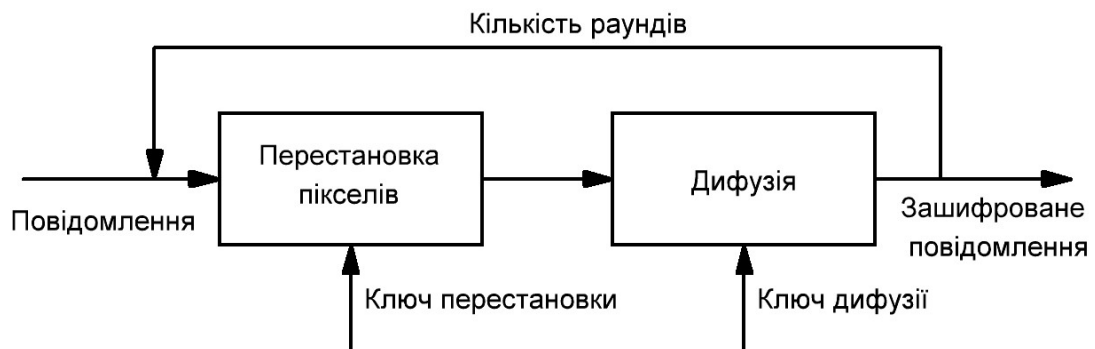 Кількість раундів
Перестановка
пікселів
Дифузія
Повідомлення
Зашифроване
повідомлення
Ключ перестановки
Ключ дифузії